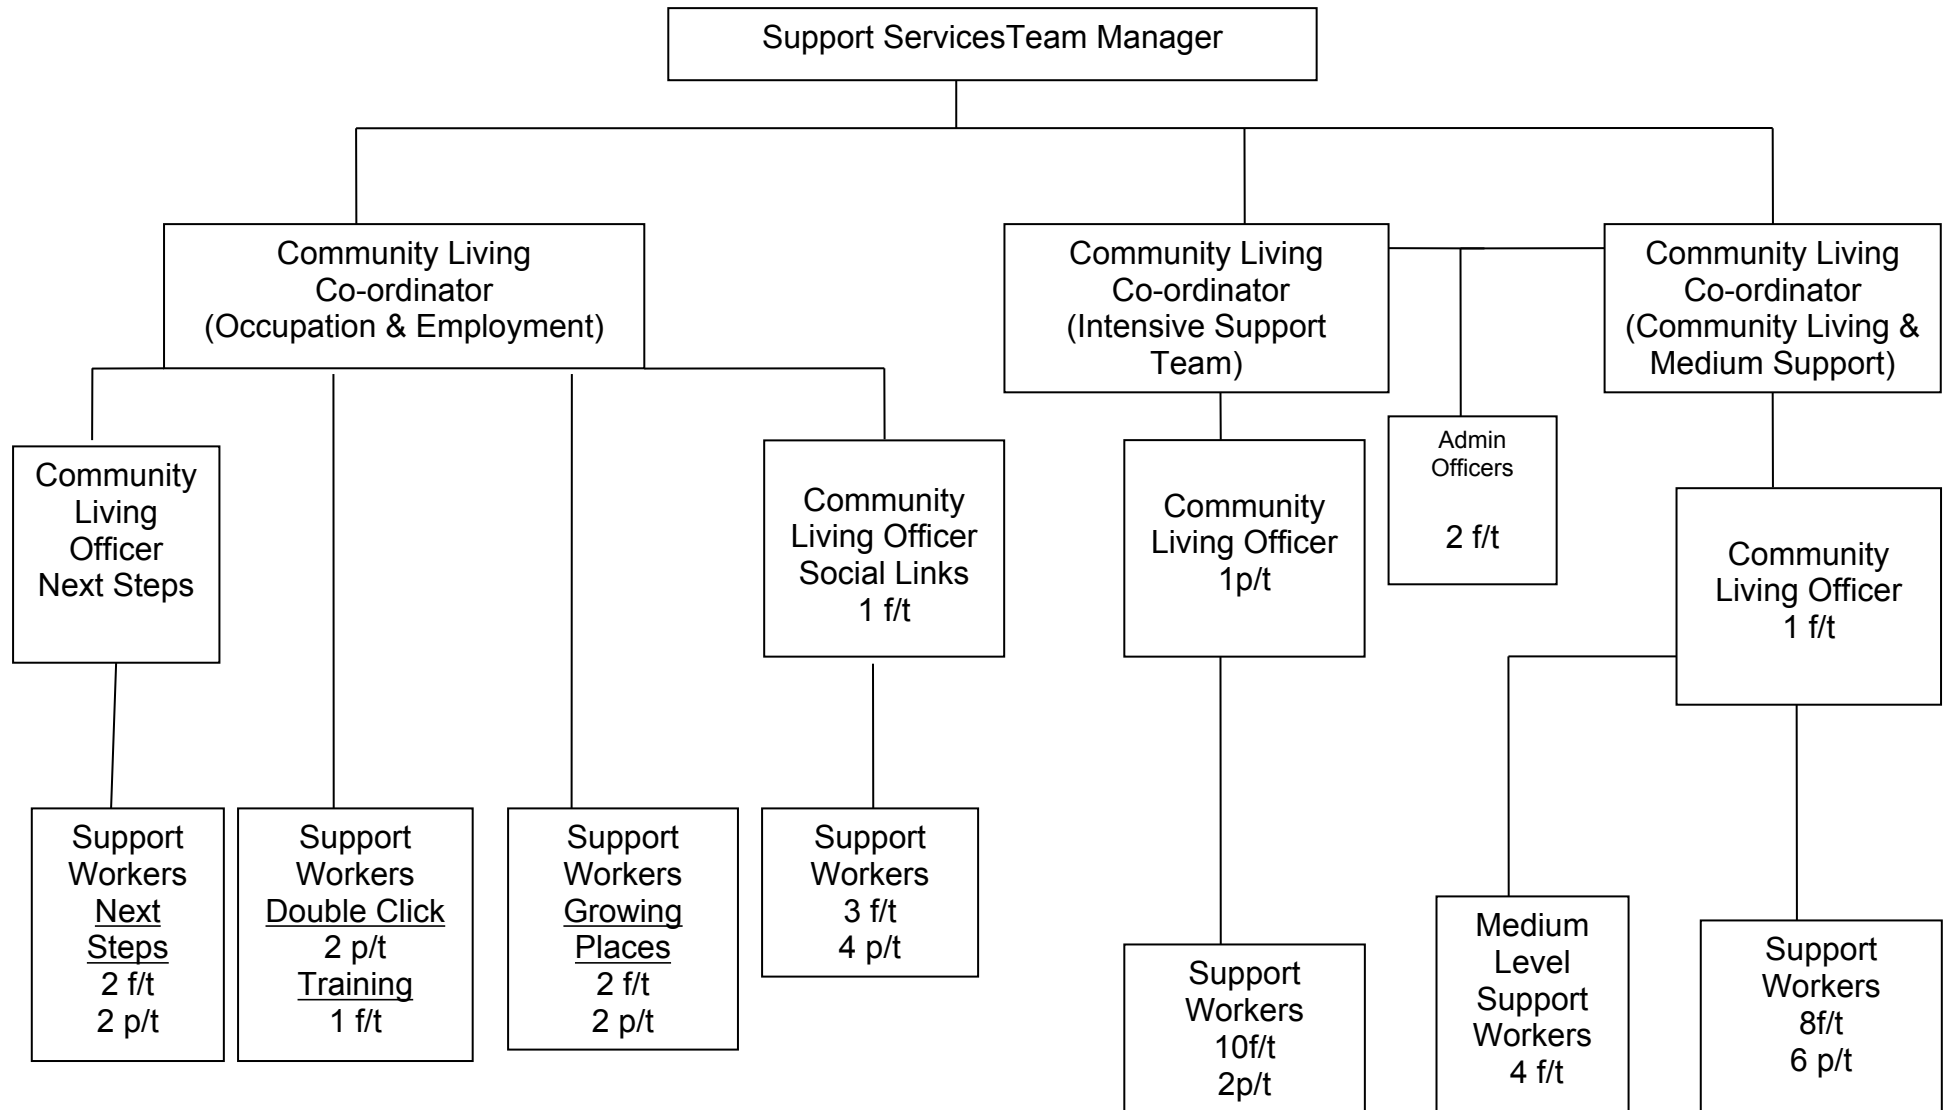 Support ServicesTeam Manager
Community Living
Co-ordinator
(Occupation & Employment)
Community Living
Co-ordinator
(Intensive Support
Team)
Community Living
Co-ordinator
(Community Living &
Medium Support)
Community
Living
Officer
Next Steps
Community
Living Officer
Social Links
1 f/t
Community
Living Officer
1p/t
Admin
Officers
2 f/t
Community
Living Officer
1 f/t
Support
Workers
Next
Steps
2 f/t
2 p/t
Support
Workers
Double Click
2 p/t
Training
1 f/t
Support
Workers
Growing
Places
2 f/t
2 p/t
Support
Workers
3 f/t
4 p/t
Support
Workers
10f/t
2p/t
Medium
Level
Support
Workers
4 f/t
Support
Workers
8f/t
6 p/t